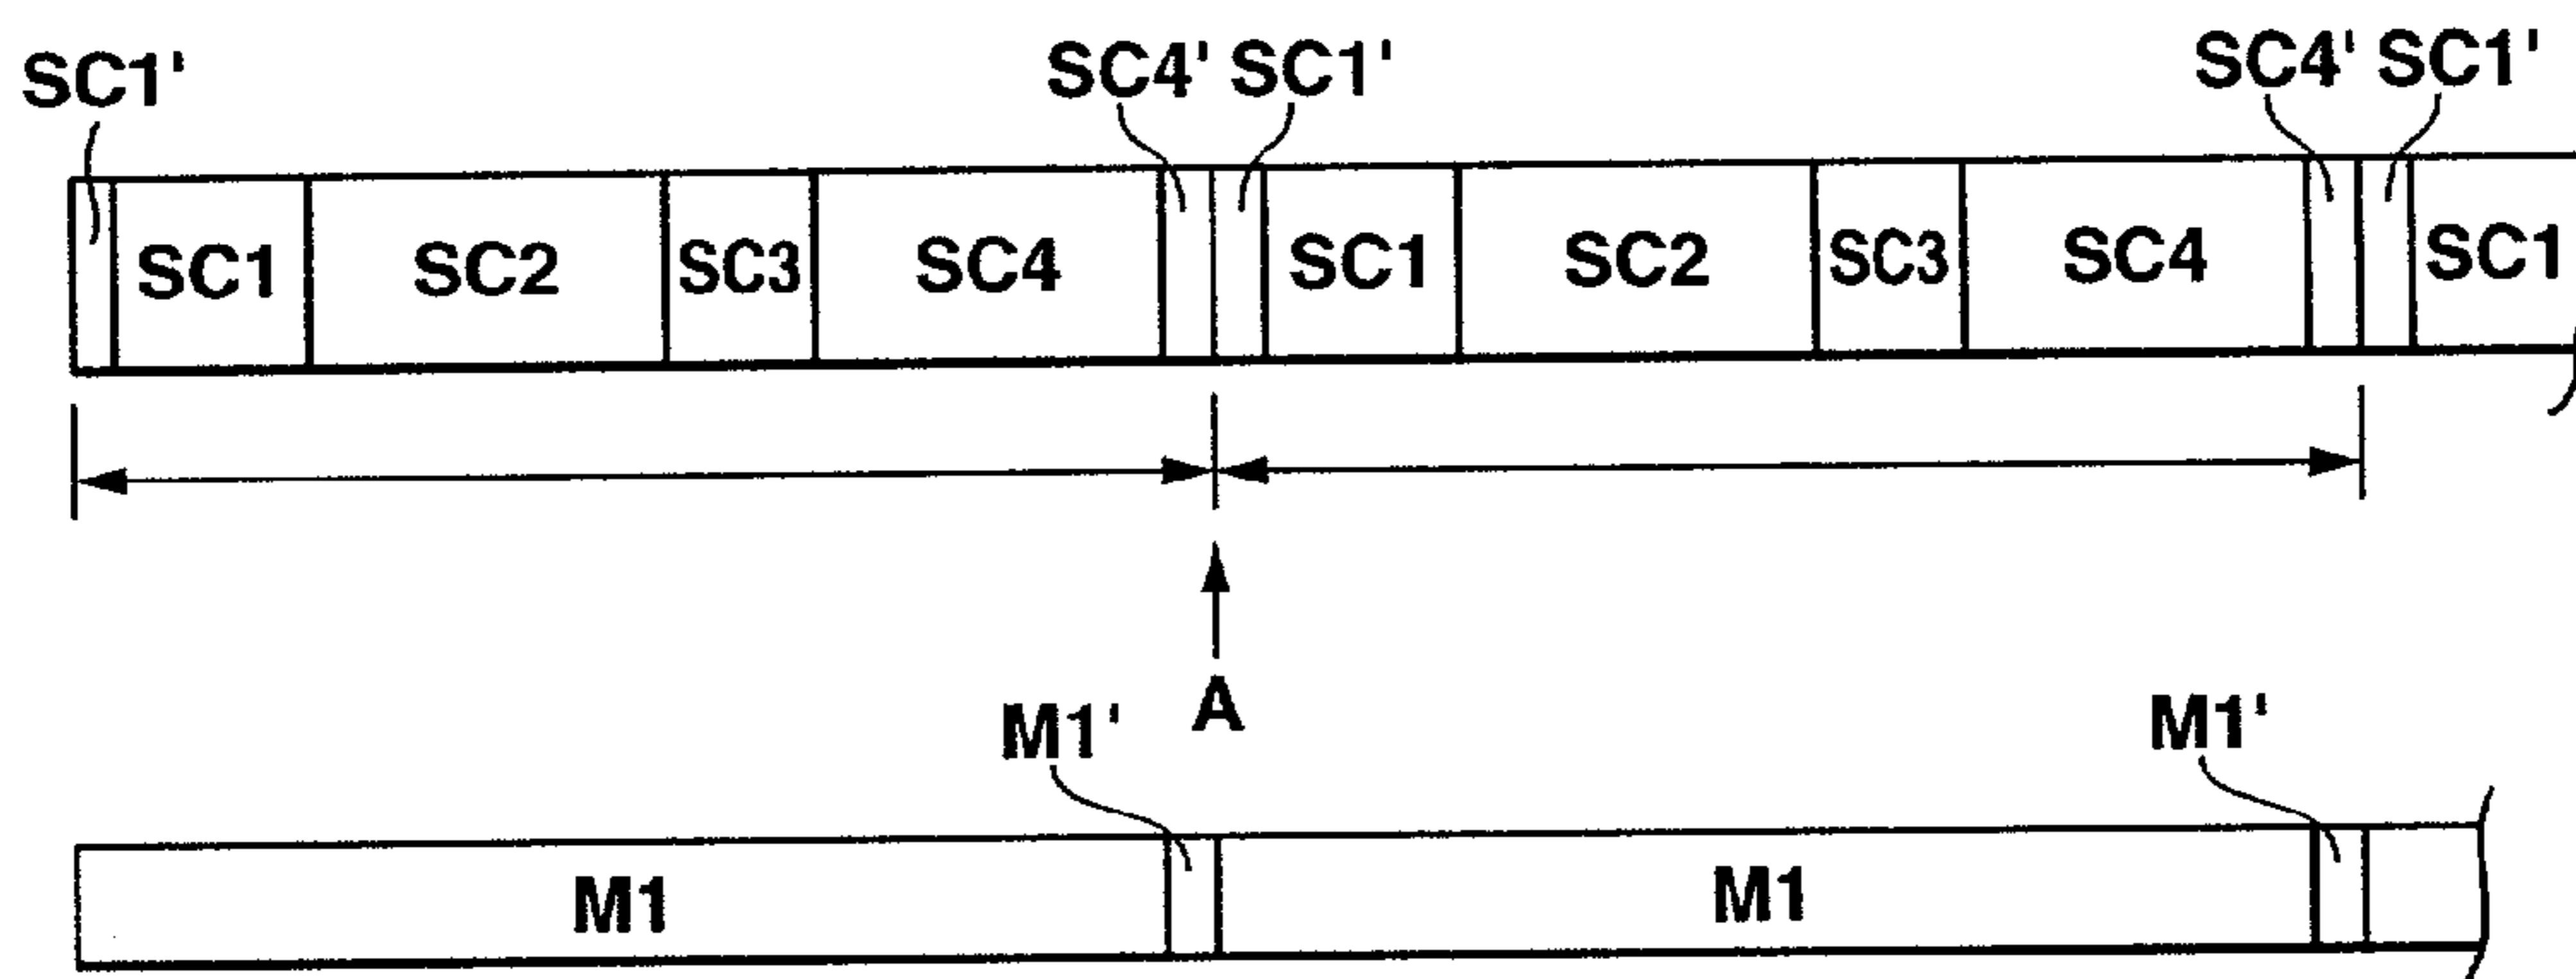 SC1' SC4' SC1' SC4' SC1'
SC1 SC2 SC3 SC4 SC1 SC2 SC3 SC4 SC1
A
M1' M1'
M1 M1